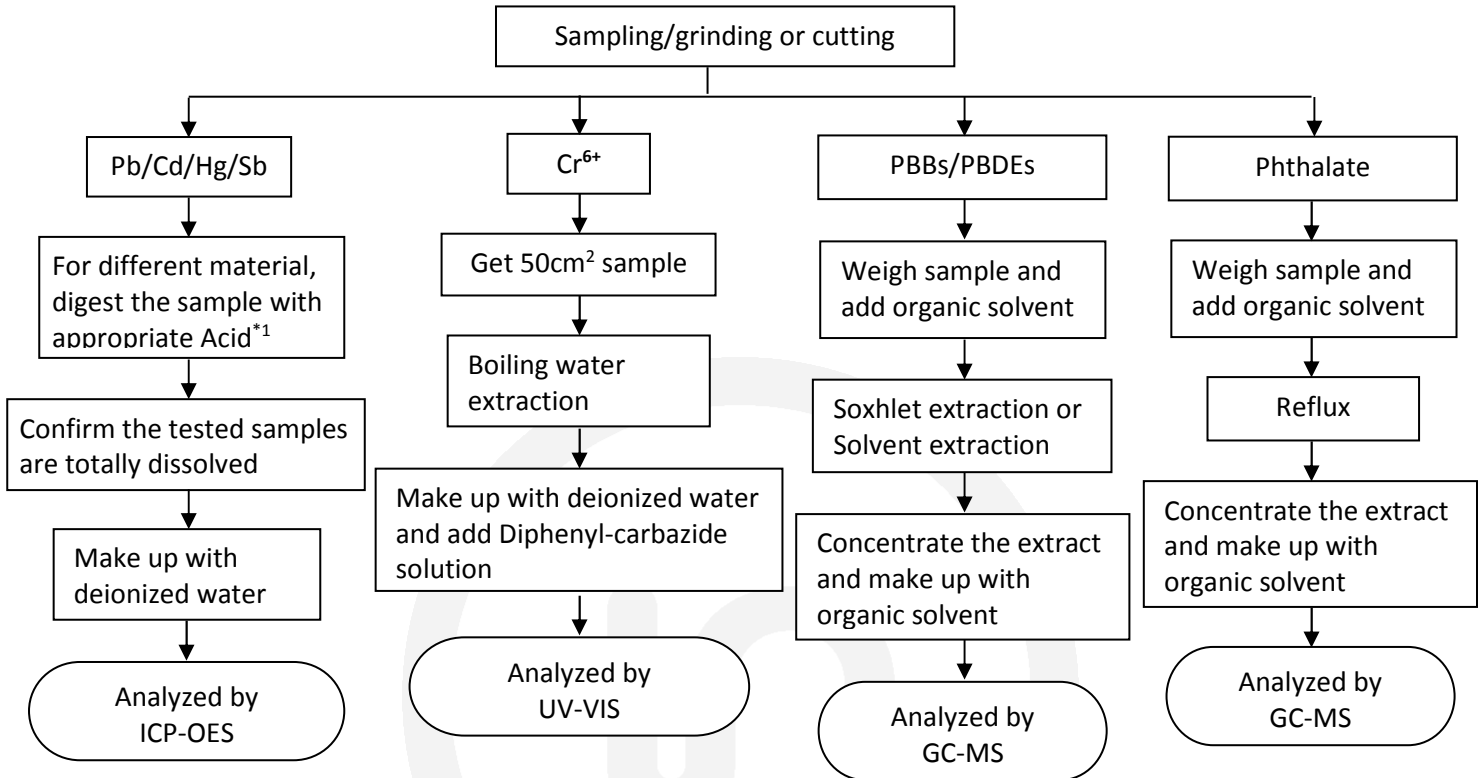 Sampling/grinding or cutting
Pb/Cd/Hg/Sb
For different material,
digest the sample with
appropriate Acid*1
Confirm the tested samples
are totally dissolved
Make up with
deionized water
Analyzed by
ICP-OES
Cr6+
Get 50cm2 sample
Boiling water
extraction
Make up with deionized water
and add Diphenyl-carbazide
solution
Analyzed by
UV-VIS
PBBs/PBDEs
Weigh sample and
add organic solvent
Soxhlet extraction or
Solvent extraction
Concentrate the extract
and make up with
organic solvent
Analyzed by
GC-MS
Phthalate
Weigh sample and
add organic solvent
Reflux
Concentrate the extract
and make up with
organic solvent
Analyzed by
GC-MS